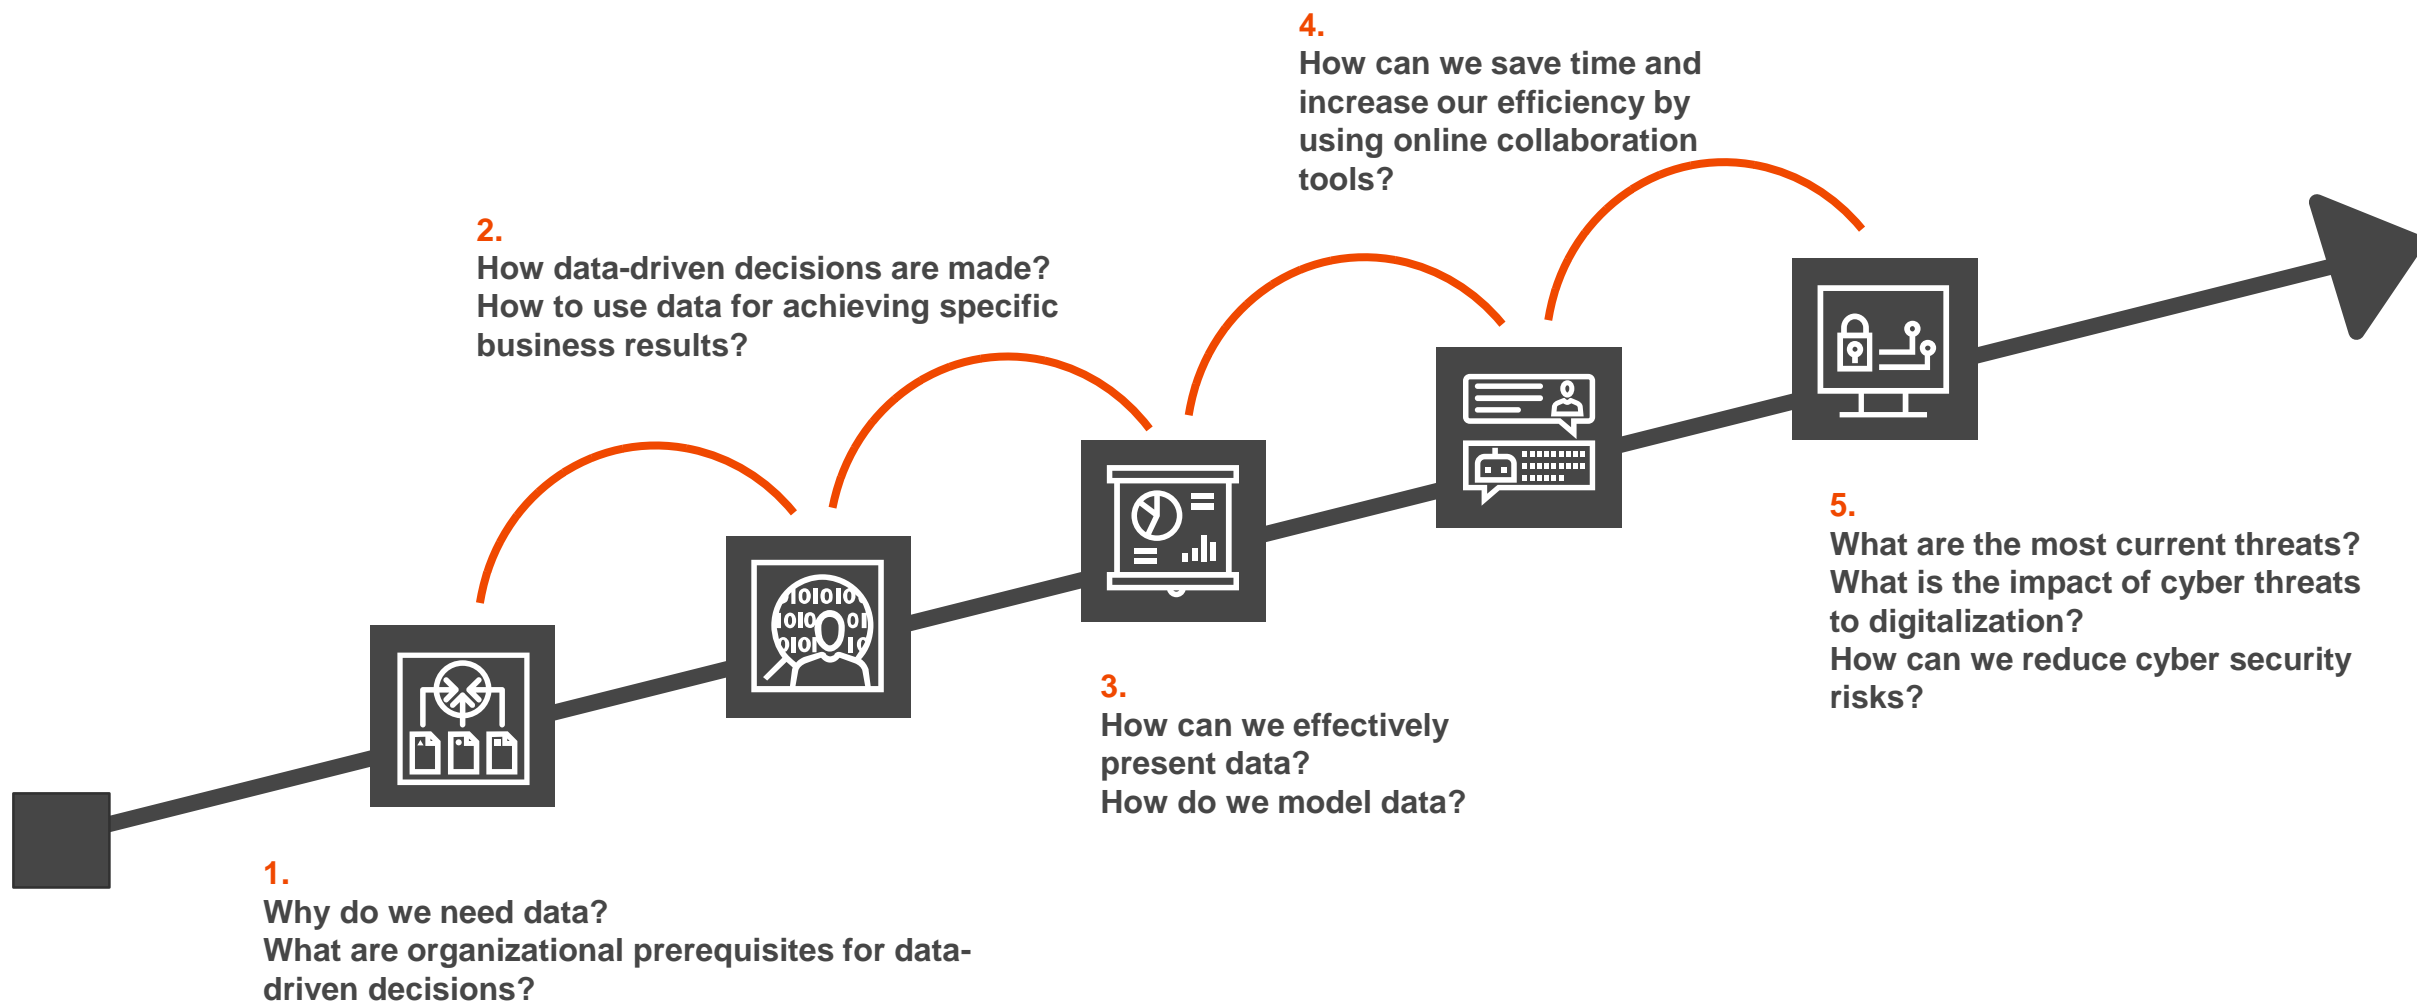 1.
Why do we need data?
What are organizational prerequisites for data-
driven decisions?
2.
How data-driven decisions are made?
How to use data for achieving specific
business results?
3.
How can we effectively
present data?
How do we model data?
4.
How can we save time and
increase our efficiency by
using online collaboration
tools?
5.
What are the most current threats?
What is the impact of cyber threats
to digitalization?
How can we reduce cyber security
risks?